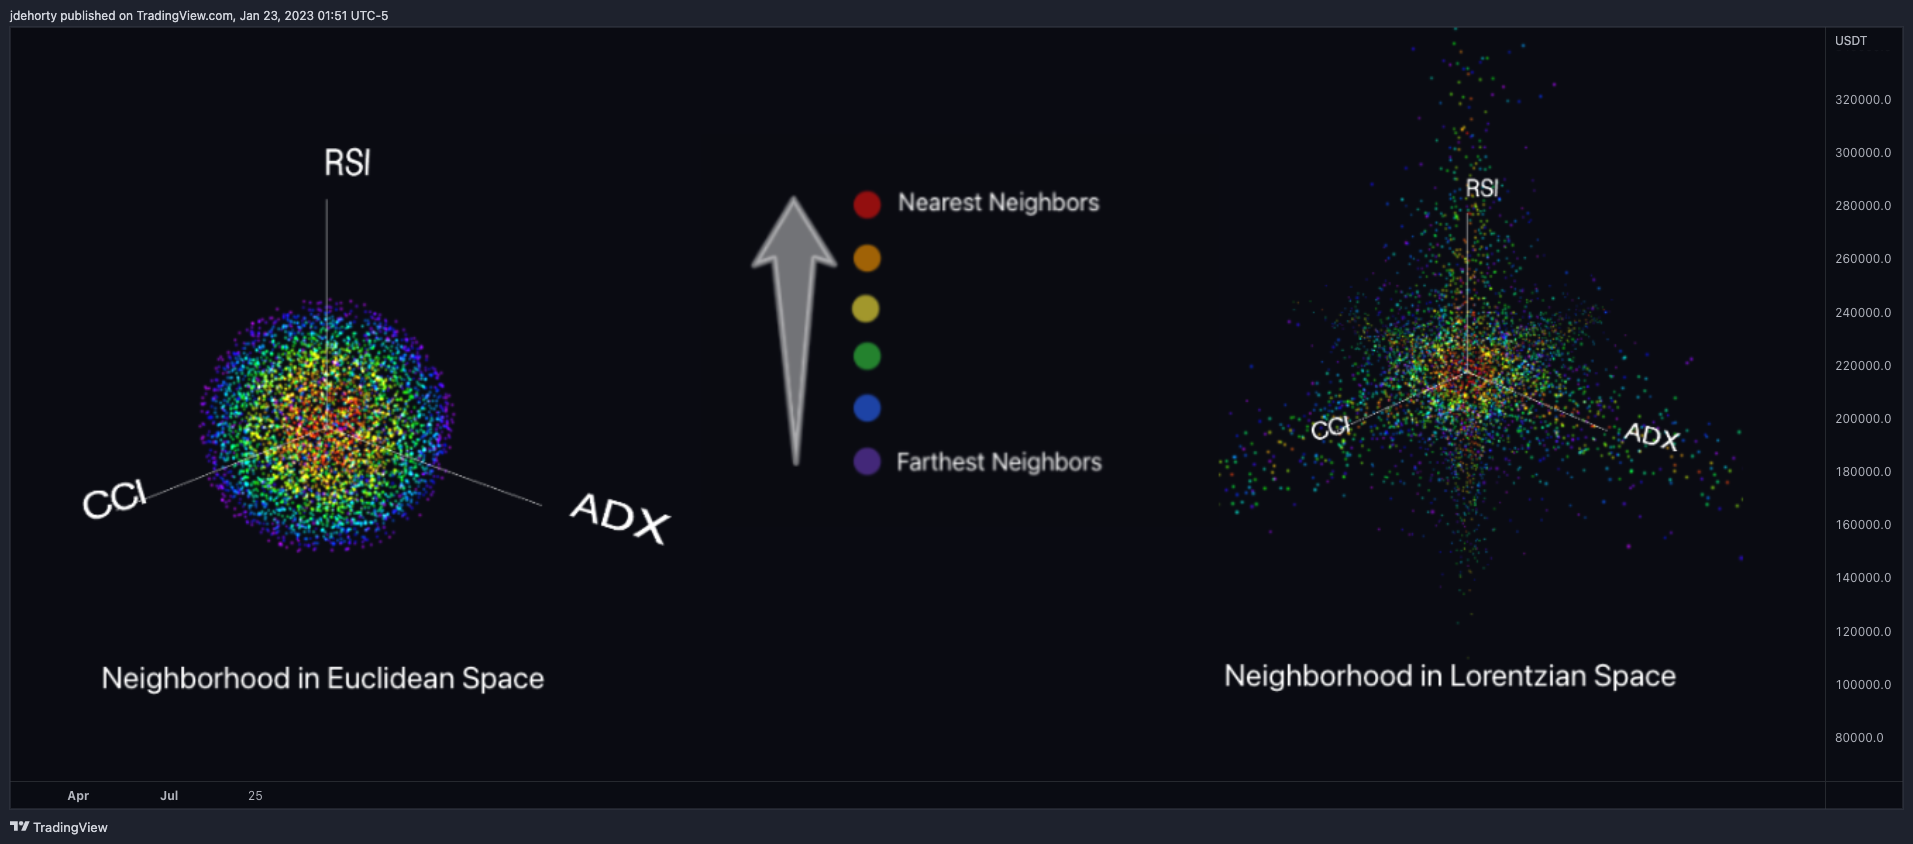 jdehorty published on TradingView.com, Jan 23, 2023 01:51 UTC-5
USDT
RSI
CCI
ADX
Neighborhood in Euclidean Space
Nearest Neighbors
Farthest Neighbors
RSI
CCI
ADX
Neighborhood in Lorentzian Space
320000.0
300000.0
280000.0
260000.0
240000.0
220000.0
200000.0
180000.0
160000.0
140000.0
120000.0
100000.0
80000.0
Apr Jul 25
TradingView